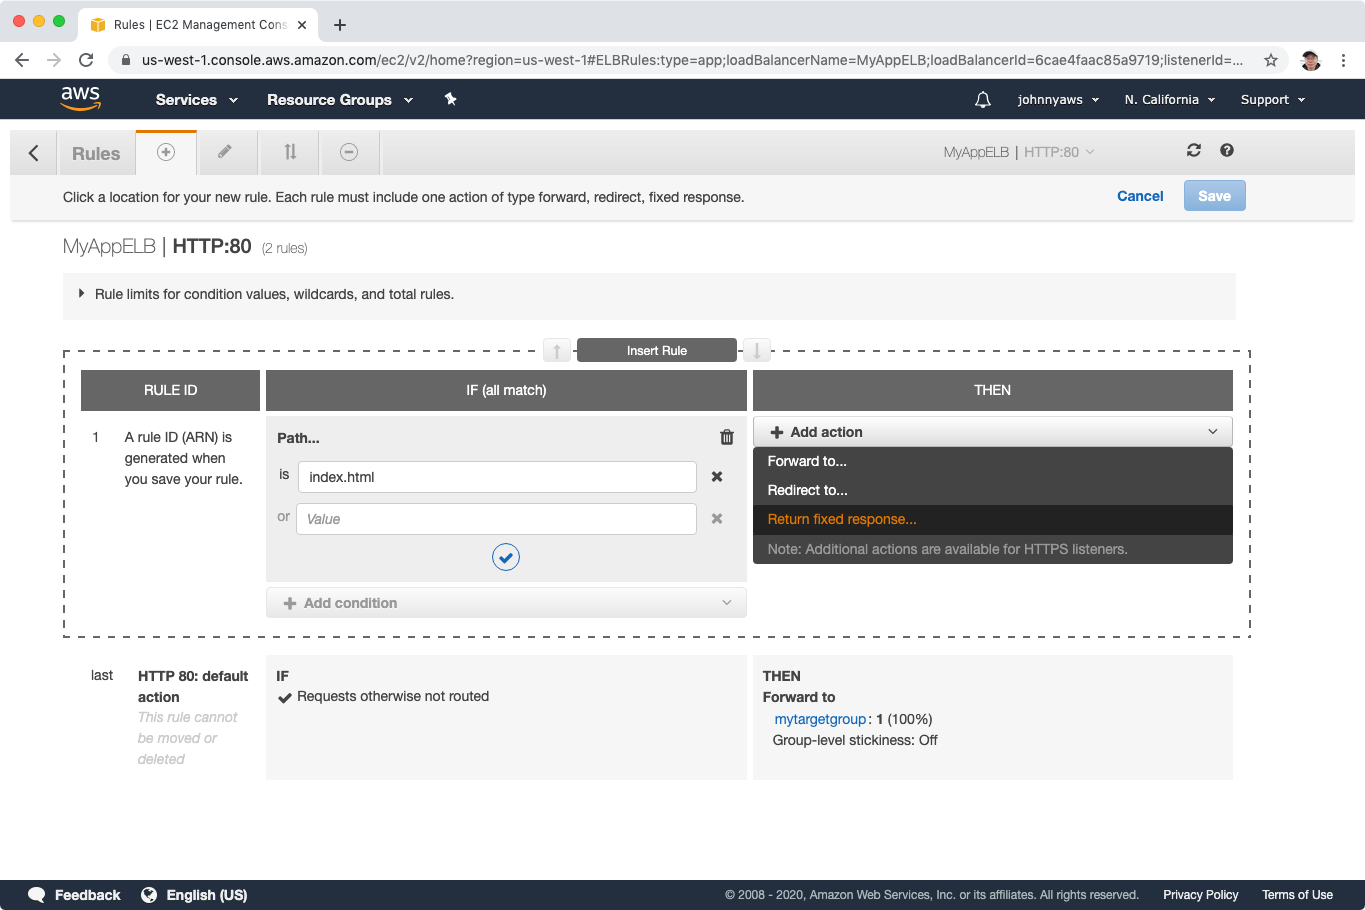 Rules | EC2 Management Cons
us-west-1.console.aws.amazon.com/ec2/v2/home?region=us-west-1#ELBRules:type=app;loadBalancerName=MyAppELB;loadBalancerId=6cae4faac85a9719;listenerId=...
aws Services Resource Groups johnnyaws N. California Support
Rules MyAppELB | HTTP:80
Click a location for your new rule. Each rule must include one action of type forward, redirect, fixed response. Cancel Save
MyAppELB | HTTP:80 (2 rules)
Rule limits for condition values, wildcards, and total rules.
Insert Rule
RULE ID IF (all match) THEN
1 A rule ID (ARN) is
generated when
you save your rule.
Path...
is index.html
or Value
Add condition
Add action
Forward to...
Redirect to...
Return fixed response...
Note: Additional actions are available for HTTPS listeners.
last HTTP 80: default
action
This rule cannot
be moved or
deleted
IF
Requests otherwise not routed
THEN
Forward to
mytargetgroup: 1 (100%)
Group-level stickiness: Off
Feedback English (US) © 2008 - 2020, Amazon Web Services, Inc. or its affiliates. All rights reserved. Privacy Policy Terms of Use